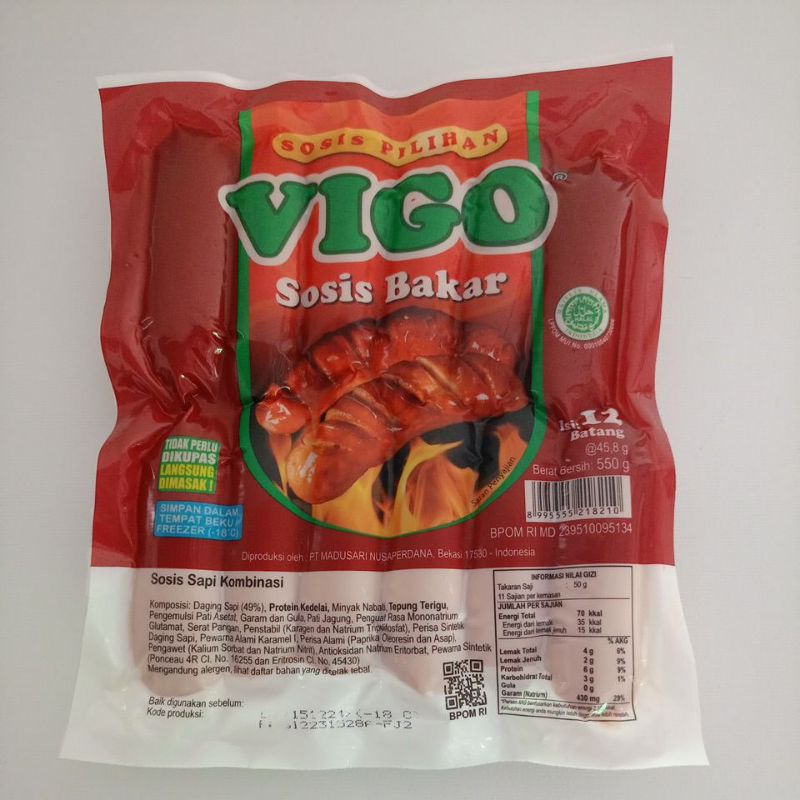 SOSIS PILIHAN
VIGO®
Sosis Bakar
HALAL
LPPOM MUI No.
Isi: 12
Batang
@45,8 g
Berat Bersih: 550 g
Saran Penyajian
TIDAK PERLU
DIKUPAS
LANGSUNG
DIMASAK !
SIMPAN DALAM
TEMPAT BEKU /
FREEZER (-18°C)
8 995555 218210
BPOM RI MD 239510095134
Diproduksi oleh : PT MADUSARI NUSAPERDANA, Bekasi 17530 - Indonesia
Sosis Sapi Kombinasi
Komposisi: Daging Sapi (49%), Protein Kedelai, Minyak Nabati, Tepung Terigu,
Pengemulsi Pati Asetat, Garam dan Gula, Pati Jagung, Penguat Rasa Mononatrium
Glutamat, Serat Pangan, Penstabil (Karagen dan Natrium Tripolifosfat), Perisa Sintetik
Daging Sapi, Pewarna Alami Karamel I, Perisa Alami (Paprika Oleoresin dan Asap),
Pengawet (Kalium Sorbat dan Natrium Nitrit), Antioksidan Natrium Eritorbat, Pewarna Sintetik
(Ponceau 4R CI. No. 16255 dan Eritrosin CI. No. 45430)
Mengandung alergen, lihat daftar bahan yang dicetak tebal.
Baik digunakan sebelum:
Kode produksi:
BPOM RI
INFORMASI NILAI GIZI
Takaran Saji : 50 g
11 Sajian per kemasan
JUMLAH PER SAJIAN
Energi Total 70 kkal
Energi dari lemak 35 kkal
Energi dari lemak jenuh 15 kkal
% AKG
Lemak Total 4 g 6%
Lemak Jenuh 2 g 9%
Protein 6 g 9%
Karbohidrat Total 3 g 1%
Gula 0 g
Garam (Natrium) 430 mg 29%